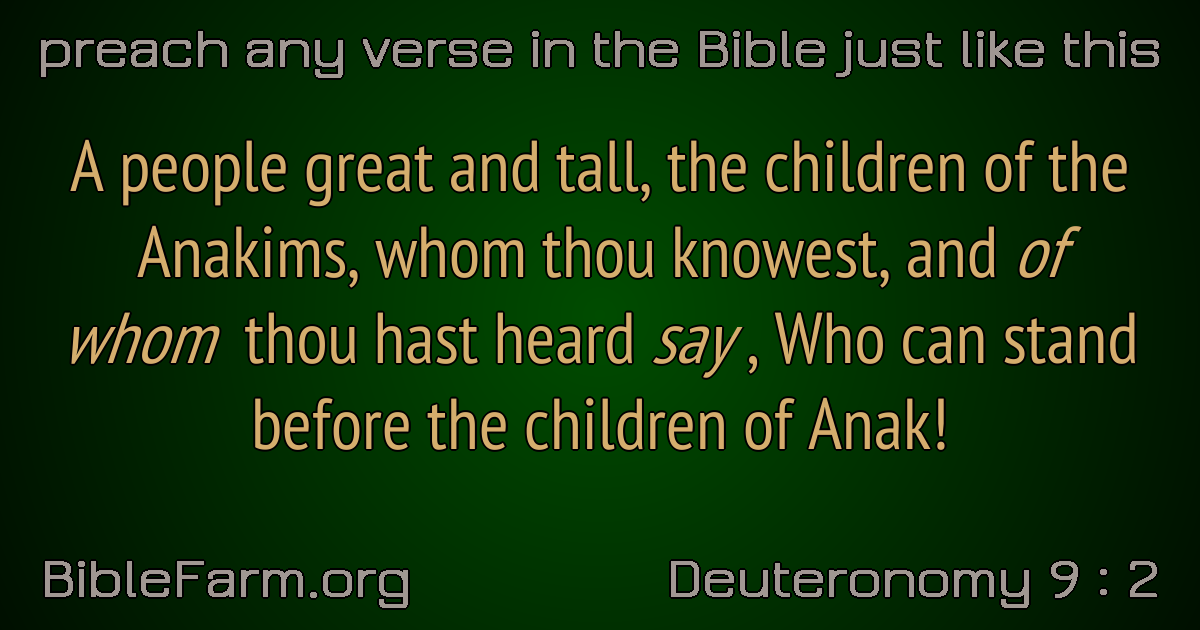 preach any verse in the Bible just like this
A people great and tall, the children of the
Anakims, whom thou knowest, and of
whom thou hast heard say , Who can stand
before the children of Anak!
BibleFarm.org
Deuteronomy 9 : 2